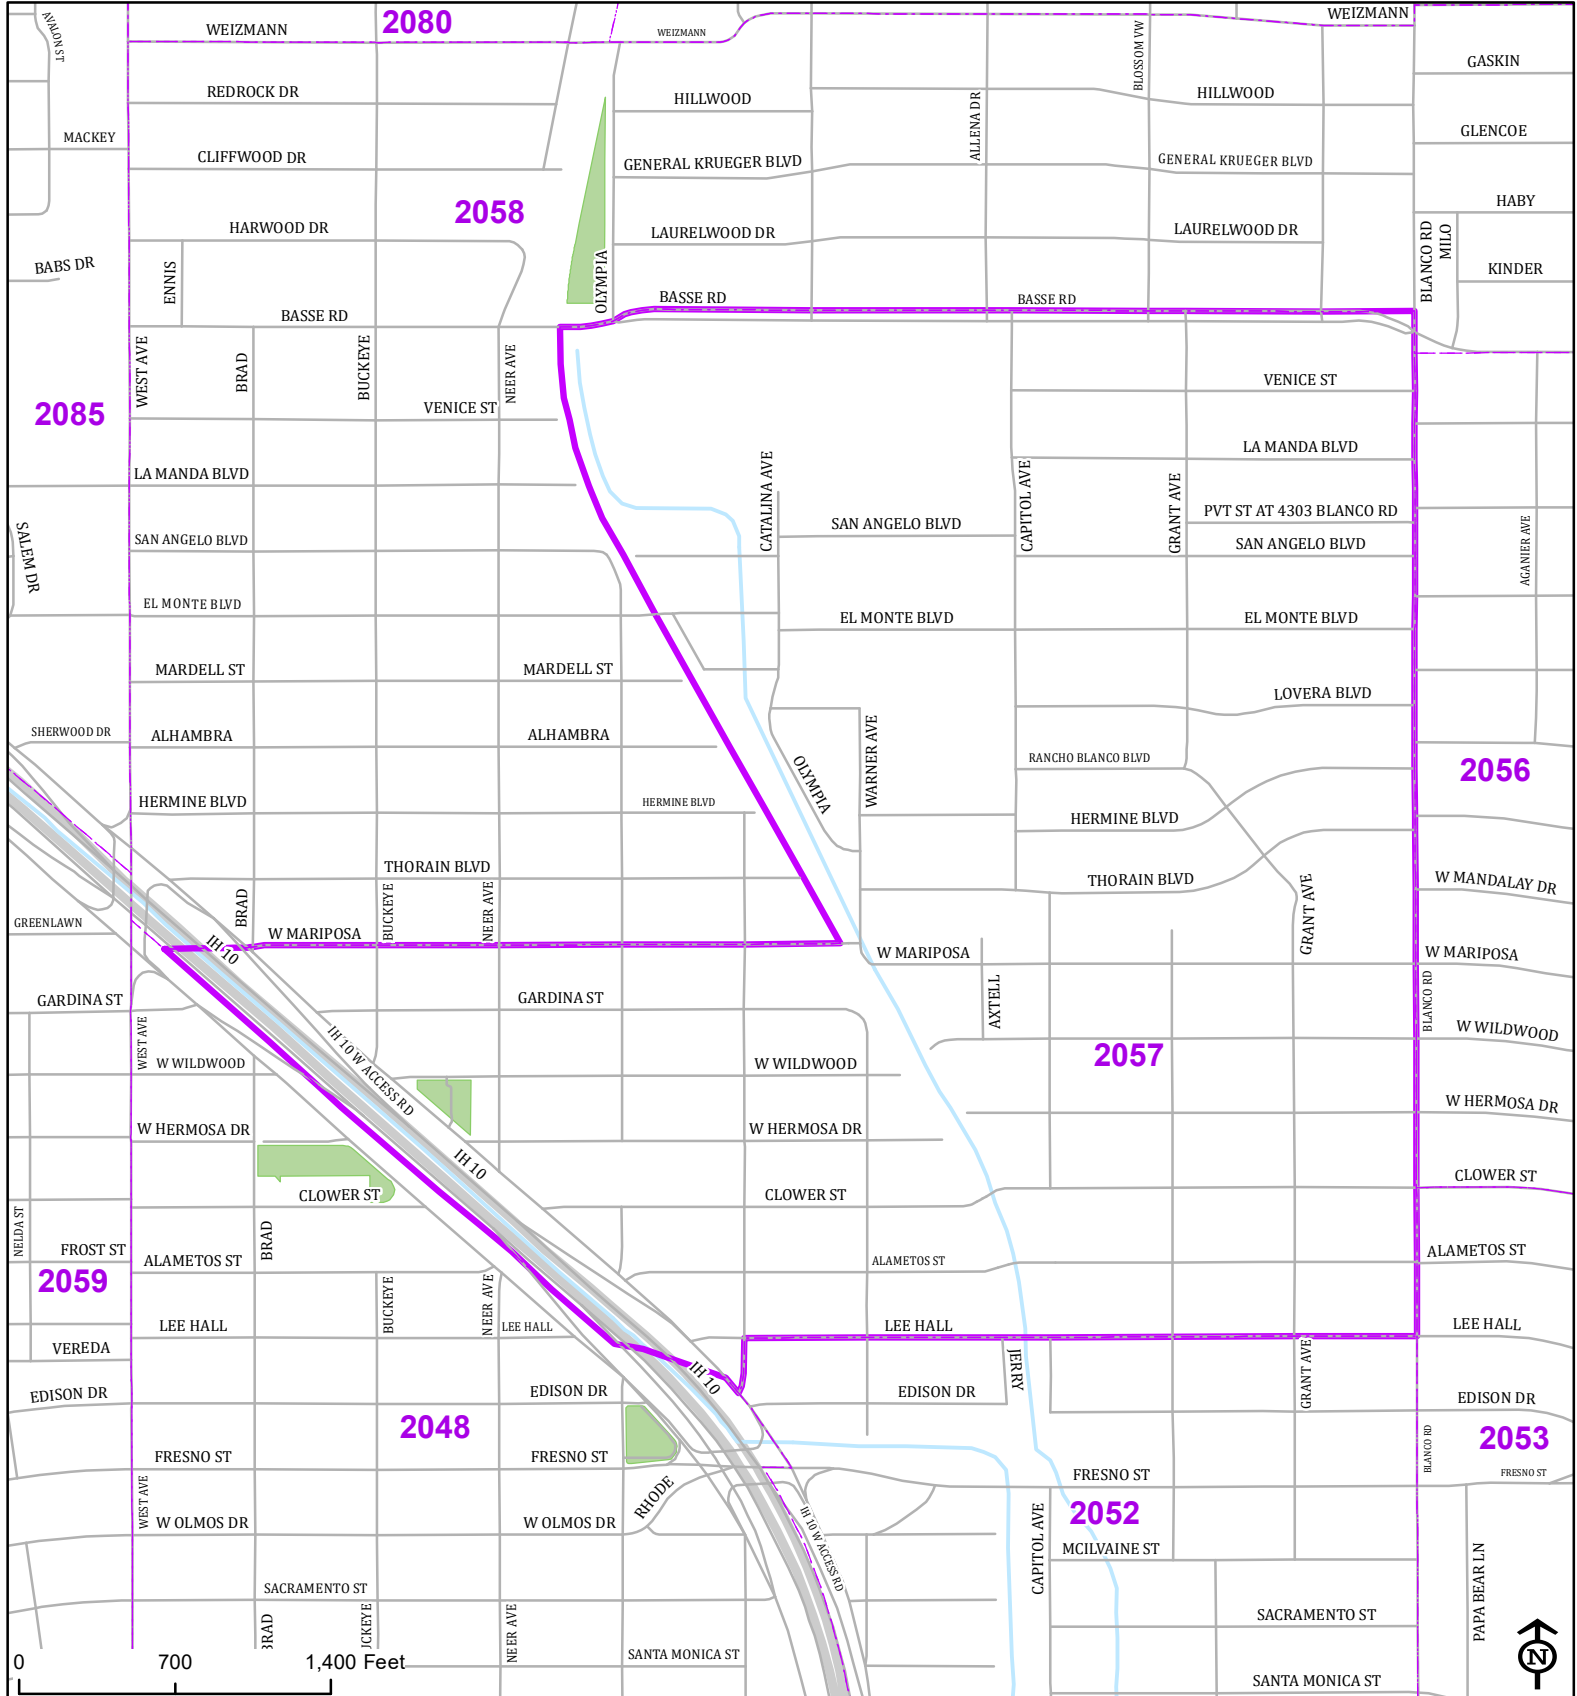 AVALON ST
WEIZMANN
2080
WEIZMANN
BLOSSOM VW
WEIZMANN
GASKIN
REDROCK DR
HILLWOOD
ALLENA DR
HILLWOOD
MACKEY
GLENCOE
CLIFFWOOD DR
GENERAL KRUEGER BLVD
GENERAL KRUEGER BLVD
2058
HABY
HARWOOD DR
LAURELWOOD DR
LAURELWOOD DR
BLANCO RD
MILO
BABS DR
ENNIS
OLYMPIA
KINDER
BASSE RD
BASSE RD
BASSE RD
WEST AVE
BRAD
BUCKEYE
NEER AVE
VENICE ST
2085
VENICE ST
LA MANDA BLVD
LA MANDA BLVD
CATALINA AVE
CAPITOL AVE
GRANT AVE
PVT ST AT 4303 BLANCO RD
SAN ANGELO BLVD
SALEM DR
SAN ANGELO BLVD
SAN ANGELO BLVD
AGANIER AVE
EL MONTE BLVD
EL MONTE BLVD
EL MONTE BLVD
MARDELL ST
MARDELL ST
LOVERA BLVD
SHERWOOD DR
ALHAMBRA
ALHAMBRA
WARNER AVE
OLYMPIA
RANCHO BLANCO BLVD
2056
HERMINE BLVD
HERMINE BLVD
HERMINE BLVD
THORAIN BLVD
THORAIN BLVD
W MANDALAY DR
BRAD
BUCKEYE
NEER AVE
GRANT AVE
GREENLAWN
W MARIPOSA
IH 10
W MARIPOSA
W MARIPOSA
GARDINA ST
GARDINA ST
AXTELL
BLANCO RD
WEST AVE
IH 10 W ACCESS RD
W WILDWOOD
W WILDWOOD
W WILDWOOD
2057
W HERMOSA DR
W HERMOSA DR
W HERMOSA DR
IH 10
CLOWER ST
CLOWER ST
CLOWER ST
NELDA ST
BRAD
FROST ST
ALAMETOS ST
ALAMETOS ST
ALAMETOS ST
2059
BUCKEYE
NEER AVE
LEE HALL
LEE HALL
LEE HALL
LEE HALL
VEREDA
JERRY
GRANT AVE
IH 10
EDISON DR
EDISON DR
EDISON DR
EDISON DR
2048
2053
BLANCO RD
FRESNO ST
FRESNO ST
FRESNO ST
FRESNO ST
WEST AVE
RHODE
W OLMOS DR
W OLMOS DR
2052
IH 10 W ACCESS RD
CAPITOL AVE
MCILVAINE ST
PAPA BEAR LN
SACRAMENTO ST
SACRAMENTO ST
BRAD
UCKEYE
NEER AVE
SANTA MONICA ST
SANTA MONICA ST
0 700 1,400 Feet
N